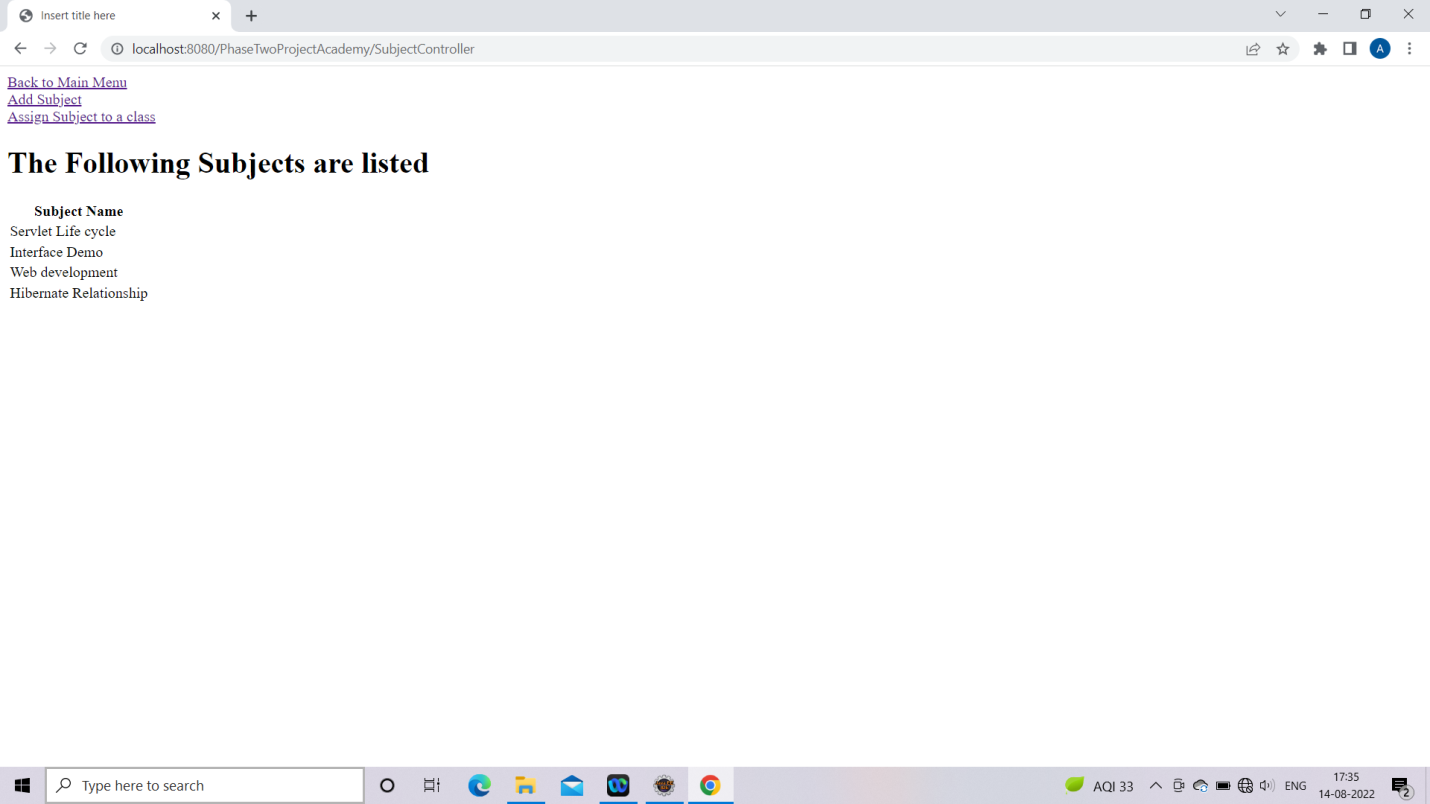 Insert title here
localhost:8080/PhaseTwoProjectAcademy/SubjectController
A
Back to Main Menu
Add Subject
Assign Subject to a class
The Following Subjects are listed
Subject Name
Servlet Life cycle
Interface Demo
Web development
Hibernate Relationship
Type here to search
AQI 33
ENG
17:35
14-08-2022
2